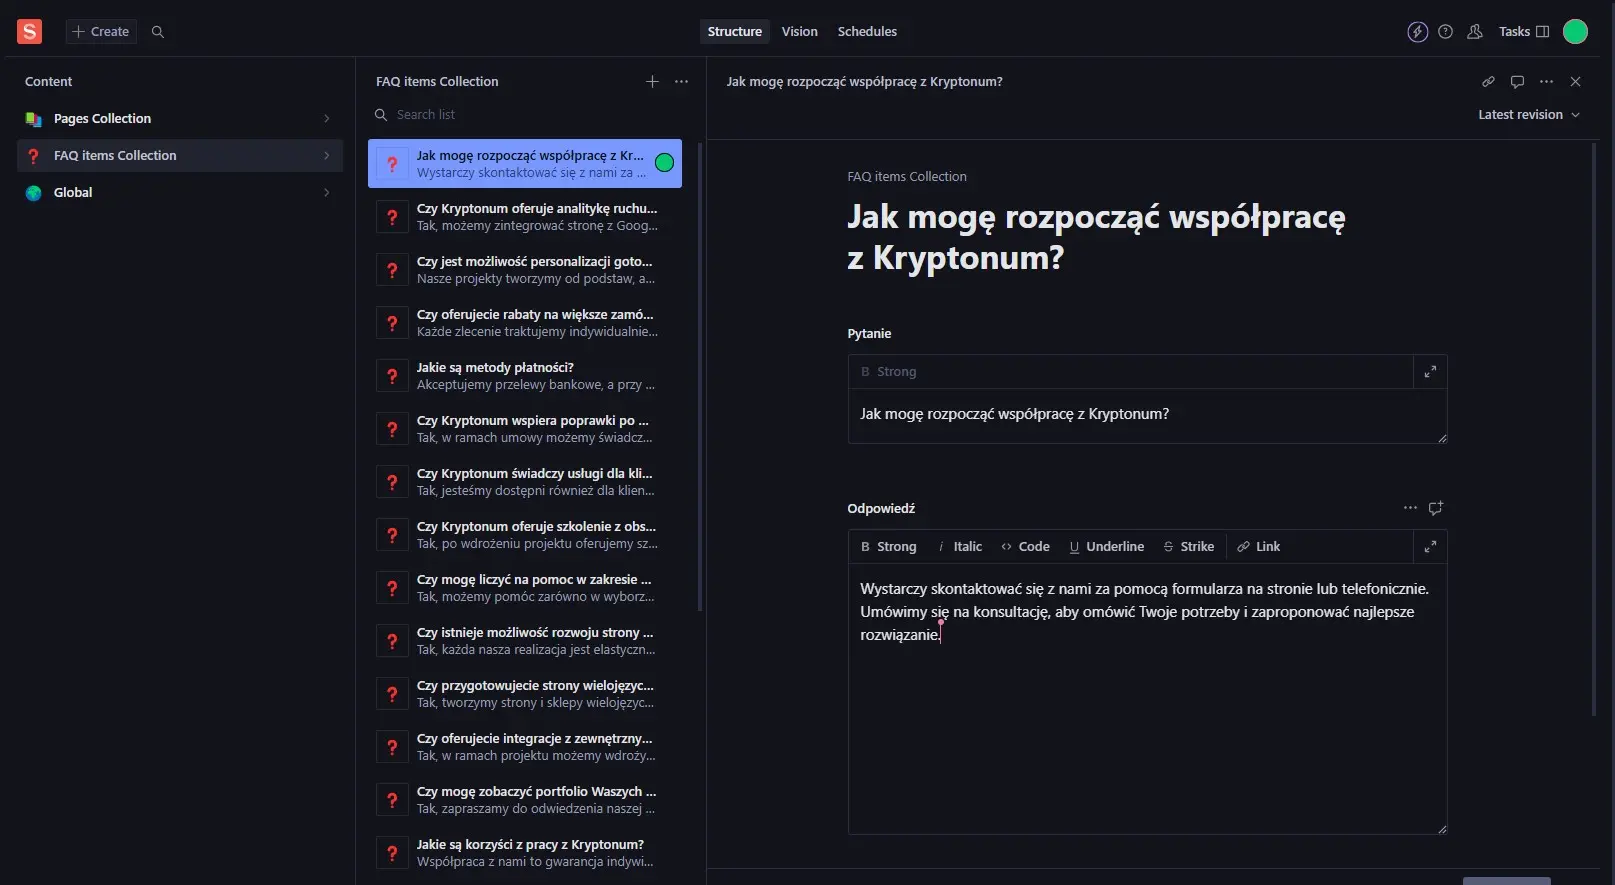 S
Create
Structure
Vision
Schedules
Tasks
Content
Pages Collection
FAQ items Collection
Global
FAQ items Collection
Search list
Jak mogę rozpocząć współpracę z Kr...
Wystarczy skontaktować się z nami za ...
Czy Kryptonum oferuje analitykę ruchu...
Tak, możemy zintegrować stronę z Goog...
Czy jest możliwość personalizacji goto...
Nasze projekty tworzymy od podstaw, a...
Czy oferujecie rabaty na większe zamó...
Każde zlecenie traktujemy indywidualnie...
Jakie są metody płatności?
Akceptujemy przelewy bankowe, a przy ...
Czy Kryptonum wspiera poprawki po ...
Tak, w ramach umowy możemy świadcz...
Czy Kryptonum świadczy usługi dla kli...
Tak, jesteśmy dostępni również dla klien...
Czy Kryptonum oferuje szkolenie z obs...
Tak, po wdrożeniu projektu oferujemy sz...
Czy mogę liczyć na pomoc w zakresie ...
Tak, możemy pomóc zarówno w wyborz...
Czy istnieje możliwość rozwoju strony ...
Tak, każda nasza realizacja jest elastyczn...
Czy przygotowujecie strony wielojęzyc...
Tak, tworzymy strony i sklepy wielojęzyc...
Czy oferujecie integracje z zewnętrzny...
Tak, w ramach projektu możemy wdroży...
Czy mogę zobaczyć portfolio Waszych ...
Tak, zapraszamy do odwiedzenia naszej ...
Jakie są korzyści z pracy z Kryptonum?
Współpraca z nami to gwarancja indywi...
Jak mogę rozpocząć współpracę z Kryptonum?
Latest revision
FAQ items Collection
Jak mogę rozpocząć współpracę
z Kryptonum?
Pytanie
B Strong
Jak mogę rozpocząć współpracę z Kryptonum?
Odpowiedź
B Strong i Italic <> Code U Underline S Strike Link
Wystarczy skontaktować się z nami za pomocą formularza na stronie lub telefonicznie.
Umówimy się na konsultację, aby omówić Twoje potrzeby i zaproponować najlepsze
rozwiązanie.